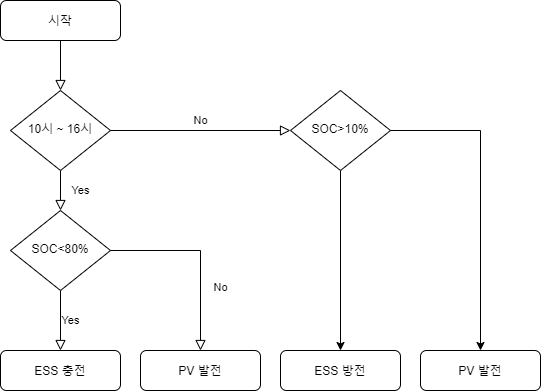 시작
10시 ~ 16시
No
SOC>10%
Yes
SOC<80%
No
Yes
ESS 충전
PV 발전
ESS 방전
PV 발전